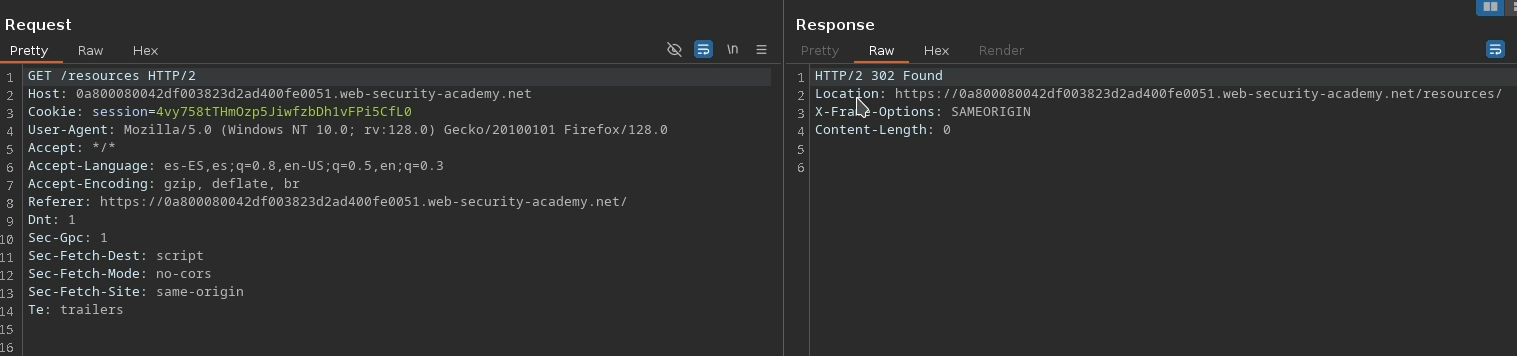 Request
Pretty Raw Hex \n
1 GET /resources HTTP/2
2 Host: 0a800080042df003823d2ad400fe0051.web-security-academy.net
3 Cookie: session=4vy758tTHmOzp5JiwfzbDh1vFPi5CfL0
4 User-Agent: Mozilla/5.0 (Windows NT 10.0; rv:128.0) Gecko/20100101 Firefox/128.0
5 Accept: */*
6 Accept-Language: es-ES,es;q=0.8,en-US;q=0.5,en;q=0.3
7 Accept-Encoding: gzip, deflate, br
8 Referer: https://0a800080042df003823d2ad400fe0051.web-security-academy.net/
9 Dnt: 1
10 Sec-Gpc: 1
11 Sec-Fetch-Dest: script
12 Sec-Fetch-Mode: no-cors
13 Sec-Fetch-Site: same-origin
14 Te: trailers
15
16
Response
Pretty Raw Hex Render
1 HTTP/2 302 Found
2 Location: https://0a800080042df003823d2ad400fe0051.web-security-academy.net/resources/
3 X-Frame-Options: SAMEORIGIN
4 Content-Length: 0
5
6